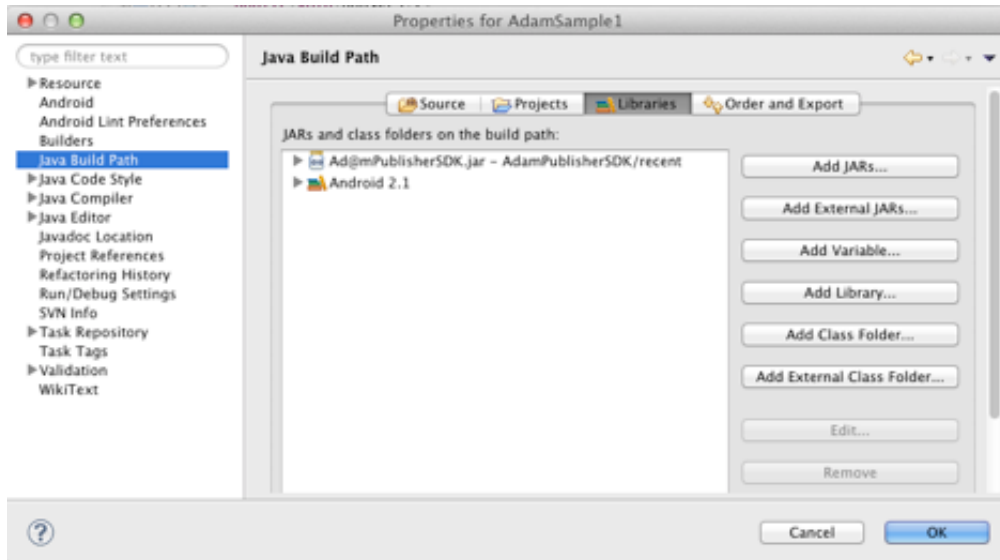 Properties for AdamSample1
type filter text
Resource
Android
Android Lint Preferences
Builders
Java Build Path
Java Code Style
Java Compiler
Java Editor
Javadoc Location
Project References
Refactoring History
Run/Debug Settings
SVN Info
Task Repository
Task Tags
Validation
WikiText
Java Build Path
Source
Projects
Libraries
Order and Export
JARs and class folders on the build path:
Ad@mPublisherSDK.jar - AdamPublisherSDK/recent
Android 2.1
Add JARs...
Add External JARs...
Add Variable...
Add Library...
Add Class Folder...
Add External Class Folder...
Edit...
Remove
?
Cancel
OK